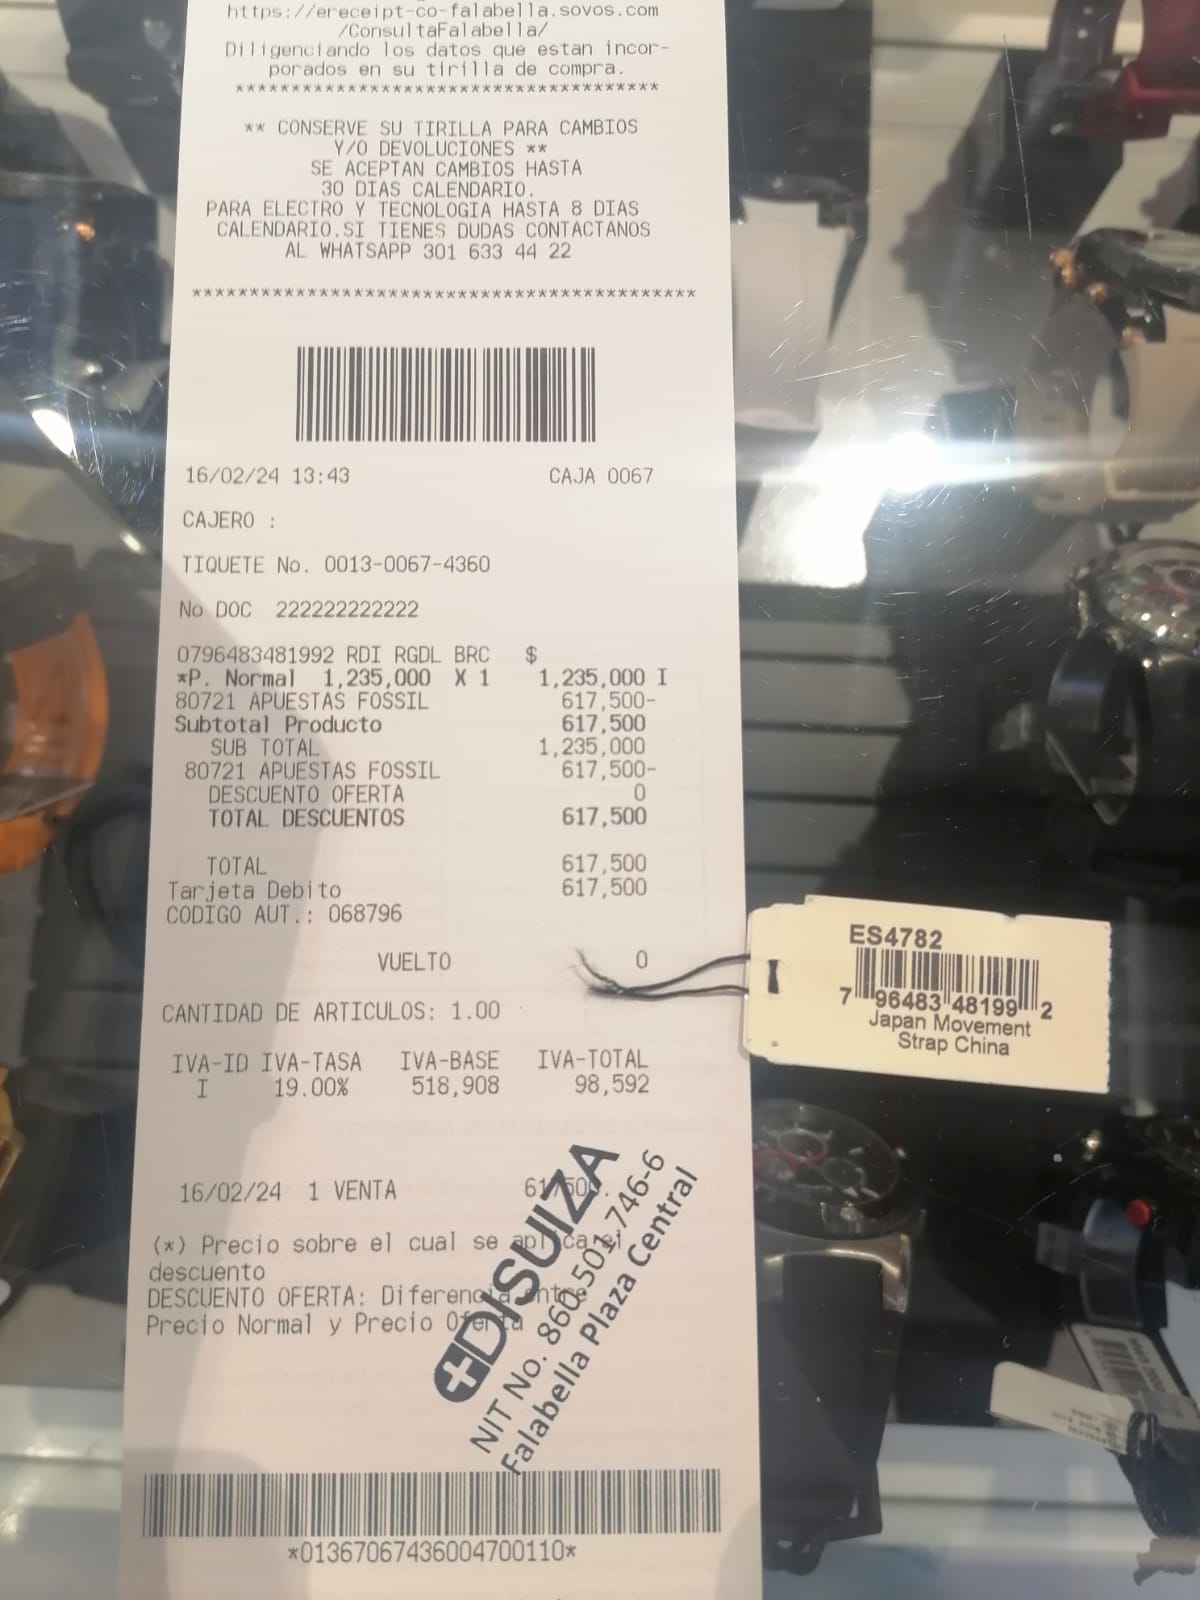 https://ereceipt-co-falabella.sovos.com
/ConsultaFalabella/
Diligenciando los datos que estan incor-
porados en su tirilla de compra.
**************************************
** CONSERVE SU TIRILLA PARA CAMBIOS
Y/O DEVOLUCIONES **
SE ACEPTAN CAMBIOS HASTA
30 DIAS CALENDARIO.
PARA ELECTRO Y TECNOLOGIA HASTA 8 DIAS
CALENDARIO.SI TIENES DUDAS CONTACTANOS
AL WHATSAPP 301 633 44 22
********************************************
16/02/24 13:43 CAJA 0067
CAJERO :
TIQUETE No. 0013-0067-4360
No DOC 222222222222
0796483481992 RDI RGDL BRC $
*P. Normal 1,235,000 X 1 1,235,000 I
80721 APUESTAS FOSSIL 617,500-
Subtotal Producto 617,500
SUB TOTAL 1,235,000
80721 APUESTAS FOSSIL 617,500-
DESCUENTO OFERTA 0
TOTAL DESCUENTOS 617,500
TOTAL 617,500
Tarjeta Debito 617,500
CODIGO AUT.: 068796
VUELTO 0
CANTIDAD DE ARTICULOS: 1.00
IVA-ID IVA-TASA IVA-BASE IVA-TOTAL
I 19.00% 518,908 98,592
16/02/24 1 VENTA 617500.
(*) Precio sobre el cual se aplica el
descuento
DESCUENTO OFERTA: Diferencia entre
Precio Normal y Precio Oferta
DISUIZA
NIT No. 860.501.746-6
Falabella Plaza Central
*01367067436004700110*
ES4782
7 96483 48199 2
Japan Movement
Strap China